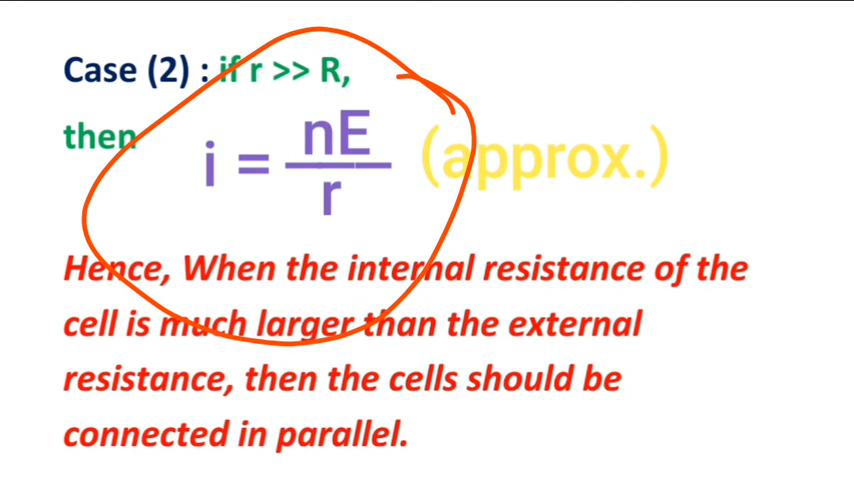 Case (2) : if r >> R,
then
i = nE/r (approx.)
Hence, When the internal resistance of the
cell is much larger than the external
resistance, then the cells should be
connected in parallel.